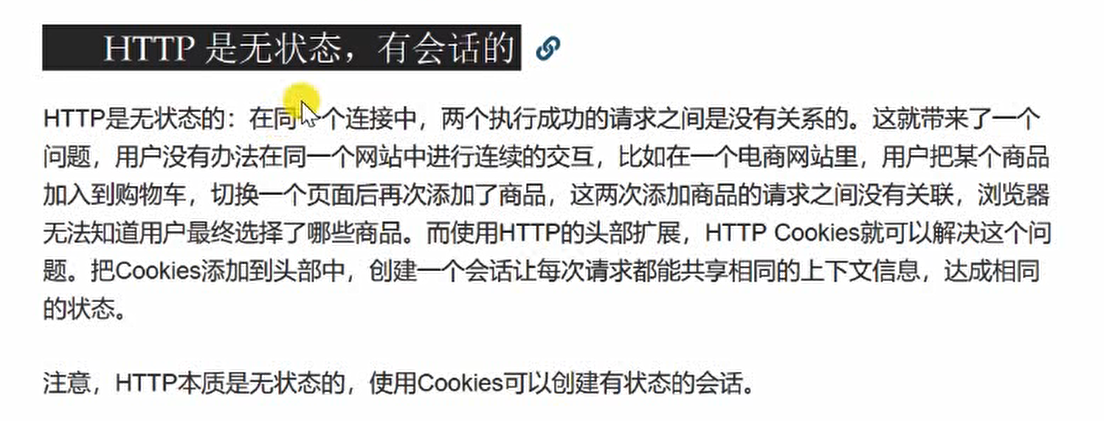 HTTP 是无状态，有会话的
HTTP是无状态的：在同一个连接中，两个执行成功的请求之间是没有关系的。这就带来了一个
问题，用户没有办法在同一个网站中进行连续的交互，比如在一个电商网站里，用户把某个商品
加入到购物车，切换一个页面后再次添加了商品，这两次添加商品的请求之间没有关联，浏览器
无法知道用户最终选择了哪些商品。而使用HTTP的头部扩展，HTTP Cookies就可以解决这个问
题。把Cookies添加到头部中，创建一个会话让每次请求都能共享相同的上下文信息，达成相同
的状态。
注意，HTTP本质是无状态的，使用Cookies可以创建有状态的会话。